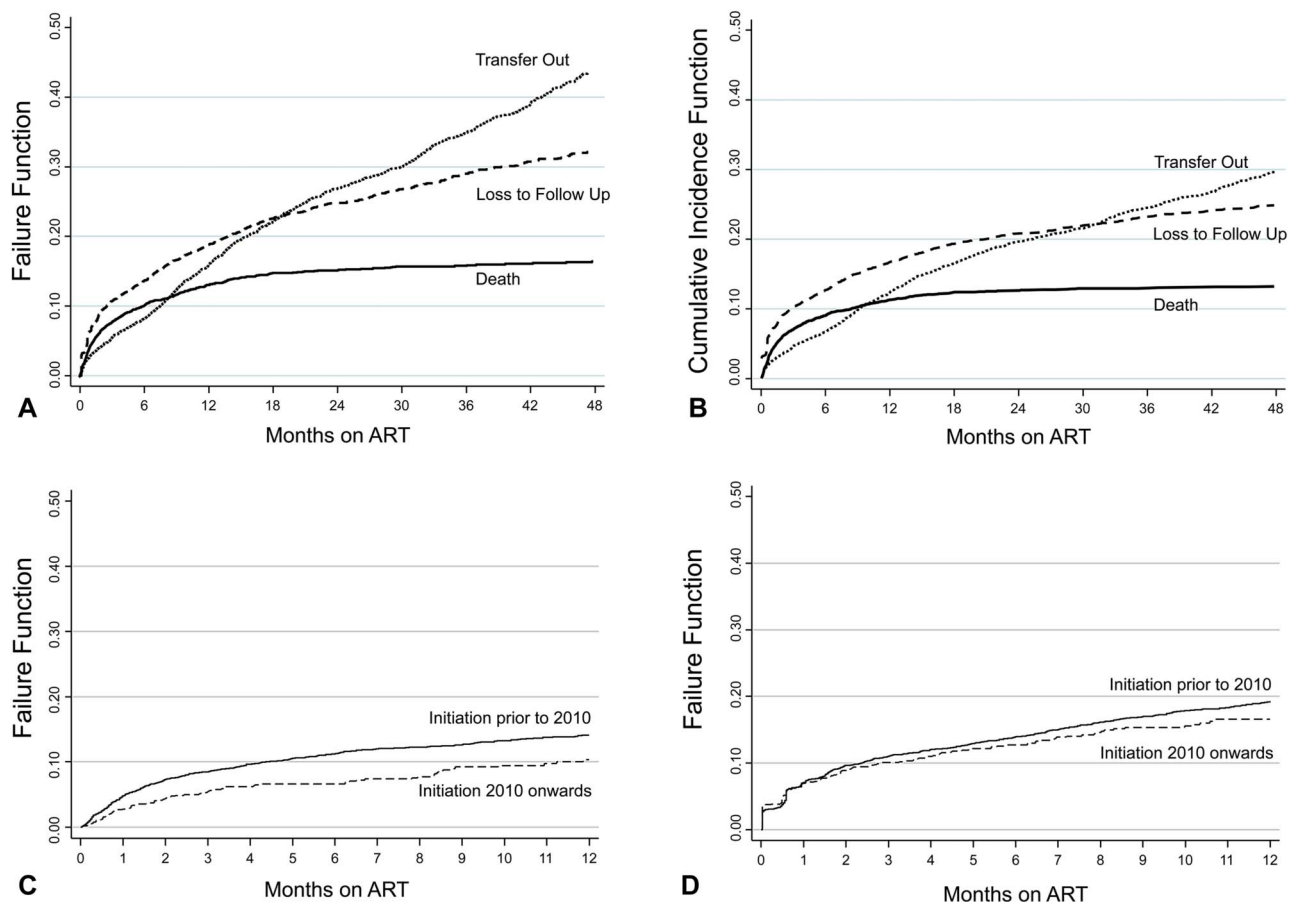 Failure Function
0.50
0.40
0.30
0.20
0.10
0.00
Transfer Out
Loss to Follow Up
Death
0 6 12 18 24 30 36 42 48
Months on ART
A
Cumulative Incidence Function
0.50
0.40
0.30
0.20
0.10
0.00
Transfer Out
Loss to Follow Up
Death
0 6 12 18 24 30 36 42 48
Months on ART
B
Failure Function
0.50
0.40
0.30
0.20
0.10
0.00
Initiation prior to 2010
Initiation 2010 onwards
0 1 2 3 4 5 6 7 8 9 10 11 12
Months on ART
C
Failure Function
0.50
0.40
0.30
0.20
0.10
0.00
Initiation prior to 2010
Initiation 2010 onwards
0 1 2 3 4 5 6 7 8 9 10 11 12
Months on ART
D